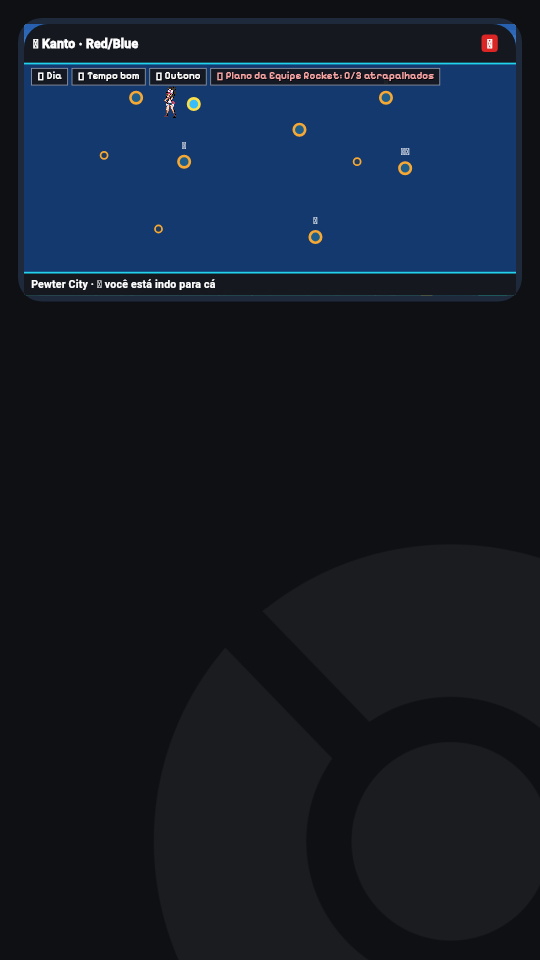 Kanto · Red/Blue
Dia Tempo bom Outono Plano da Equipe Rocket: 0/3 atrapalhados
Pewter City · você está indo para cá